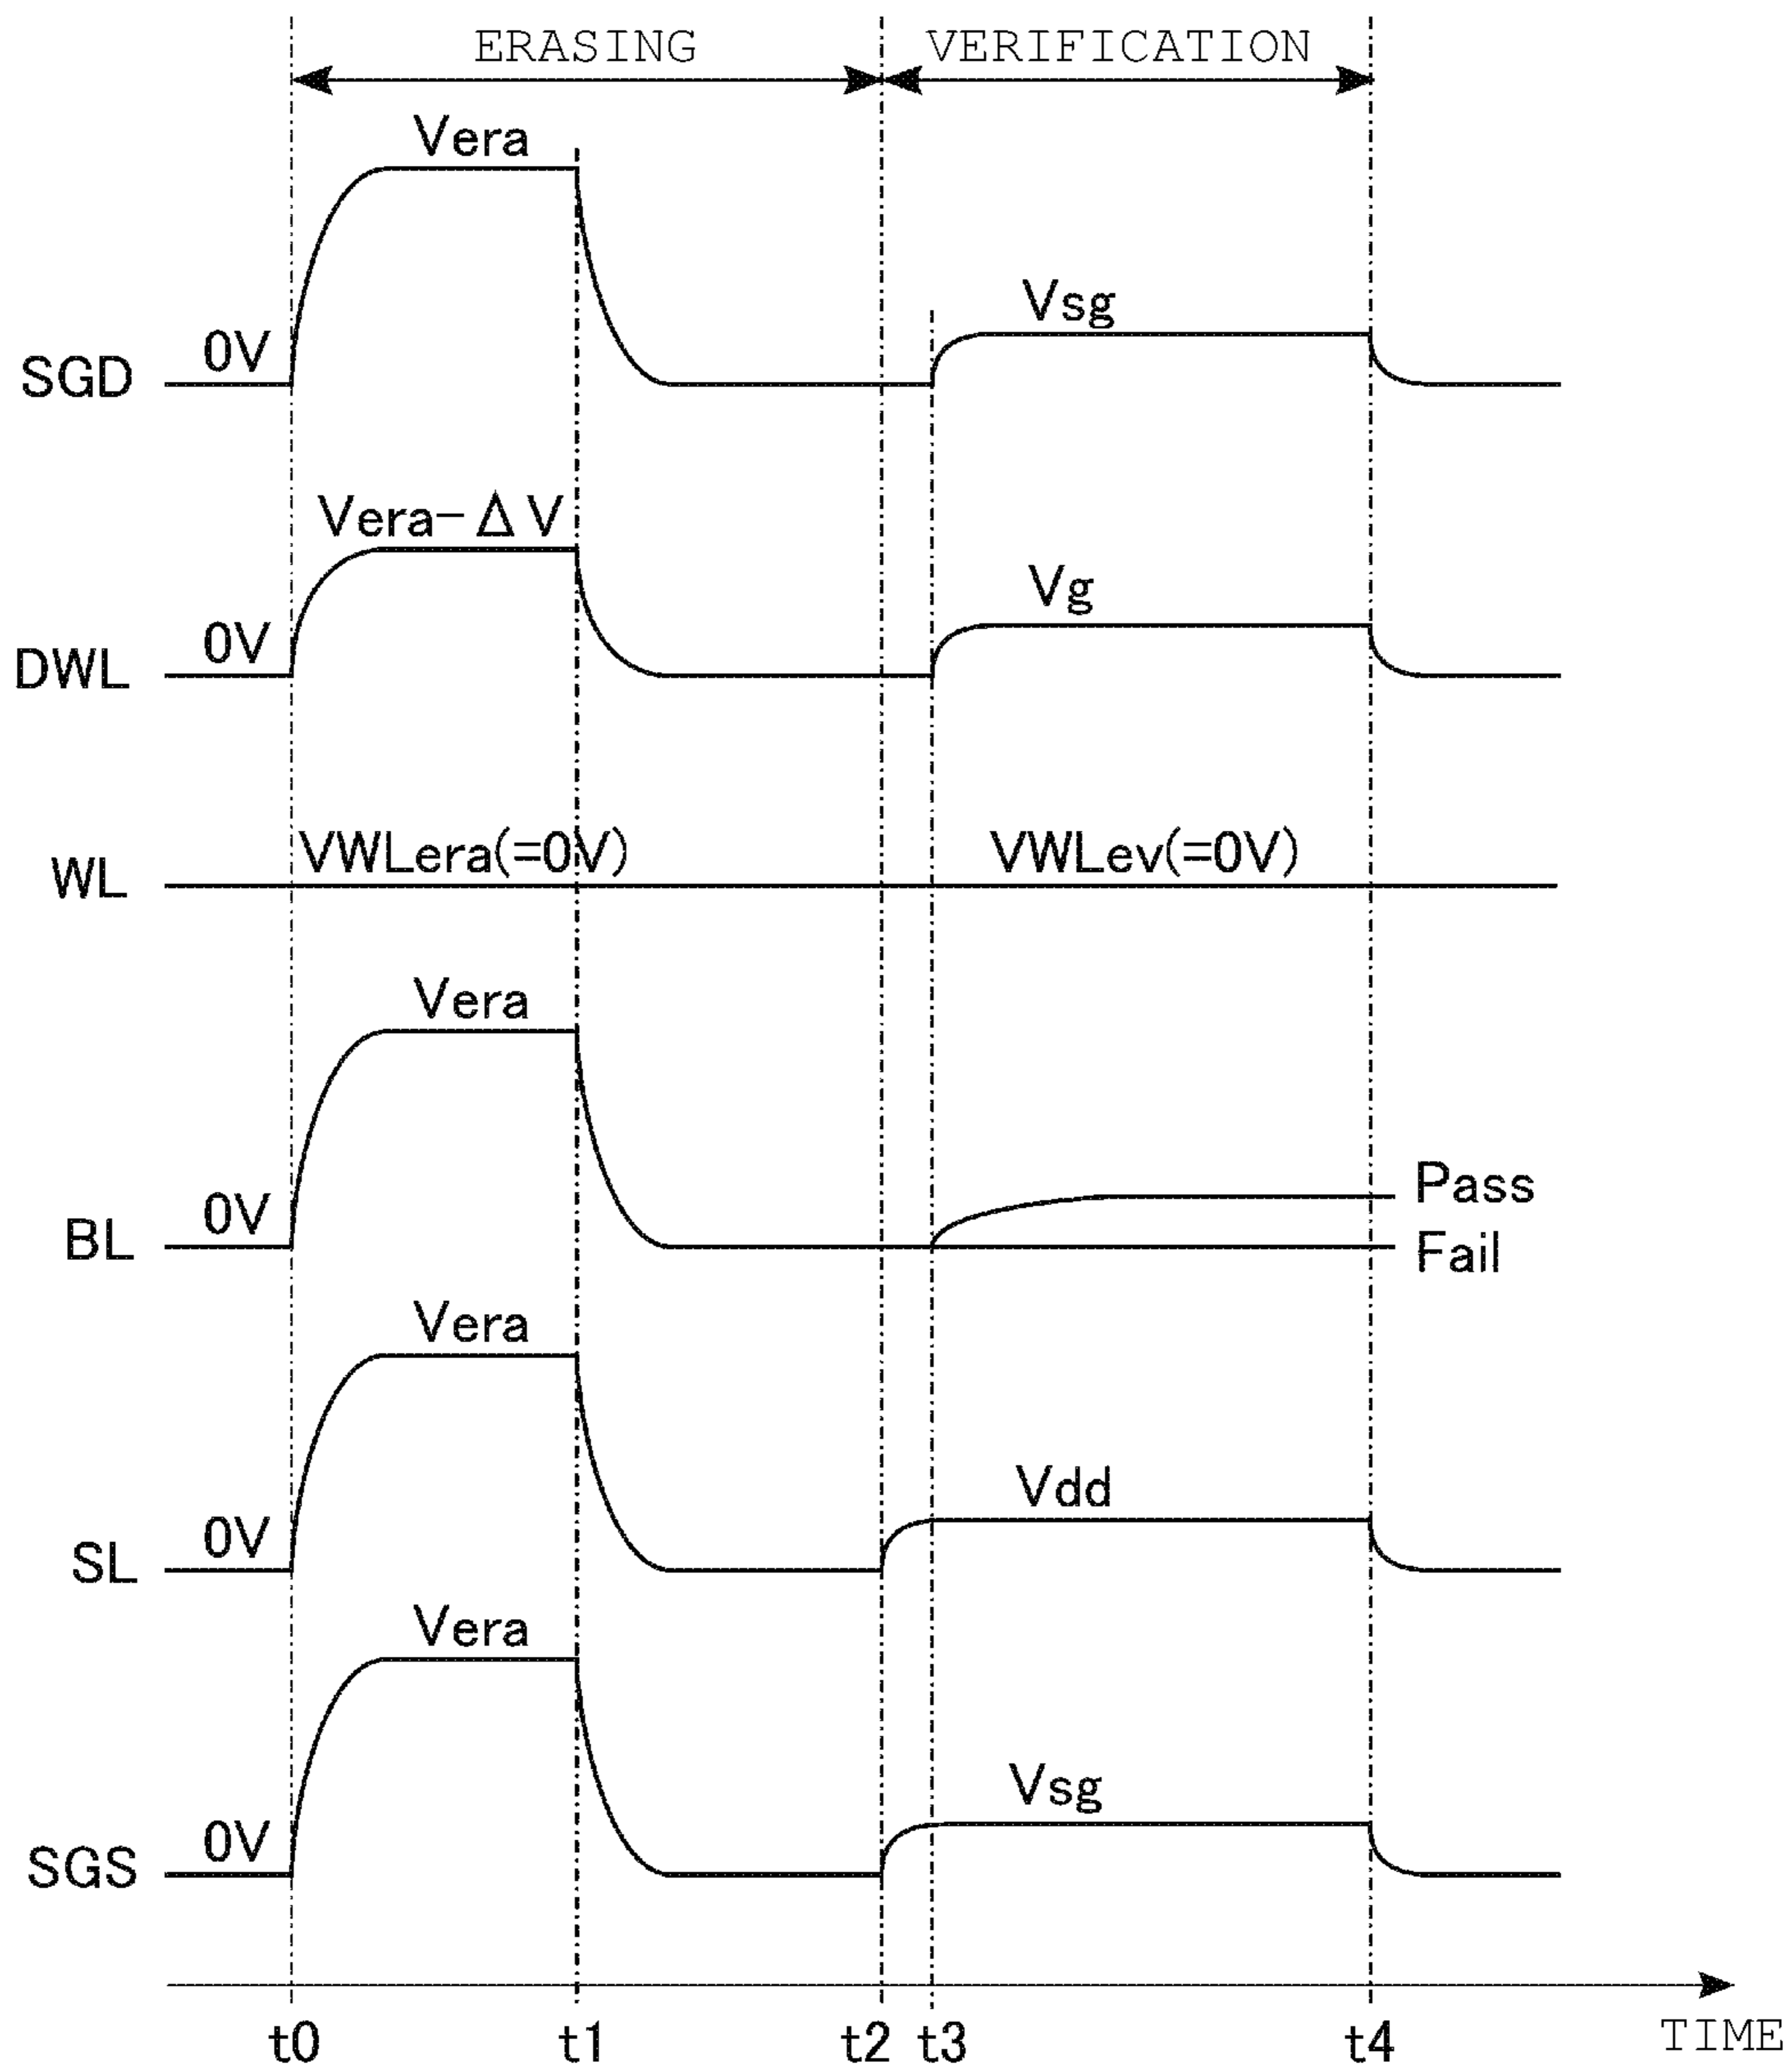 ERASING VERIFICATION
Vera
Vsg
0V
SGD
Vera-ΔV
Vg
0V
DWL
VWLera(=0V) VWLev(=0V)
WL
Vera
Pass
0V
BL
Fail
Vera
Vdd
0V
SL
Vera
Vsg
0V
SGS
t0 t1 t2 t3 t4 TIME